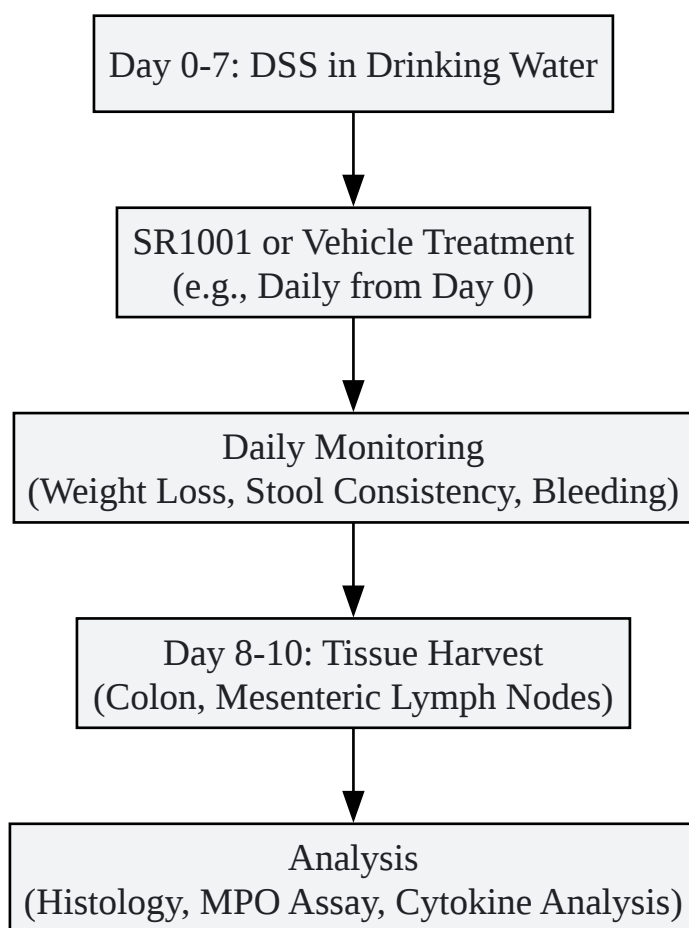 Day 0-7: DSS in Drinking Water
SR1001 or Vehicle Treatment
(e.g., Daily from Day 0)
Daily Monitoring
(Weight Loss, Stool Consistency, Bleeding)
Day 8-10: Tissue Harvest
(Colon, Mesenteric Lymph Nodes)
Analysis
(Histology, MPO Assay, Cytokine Analysis)